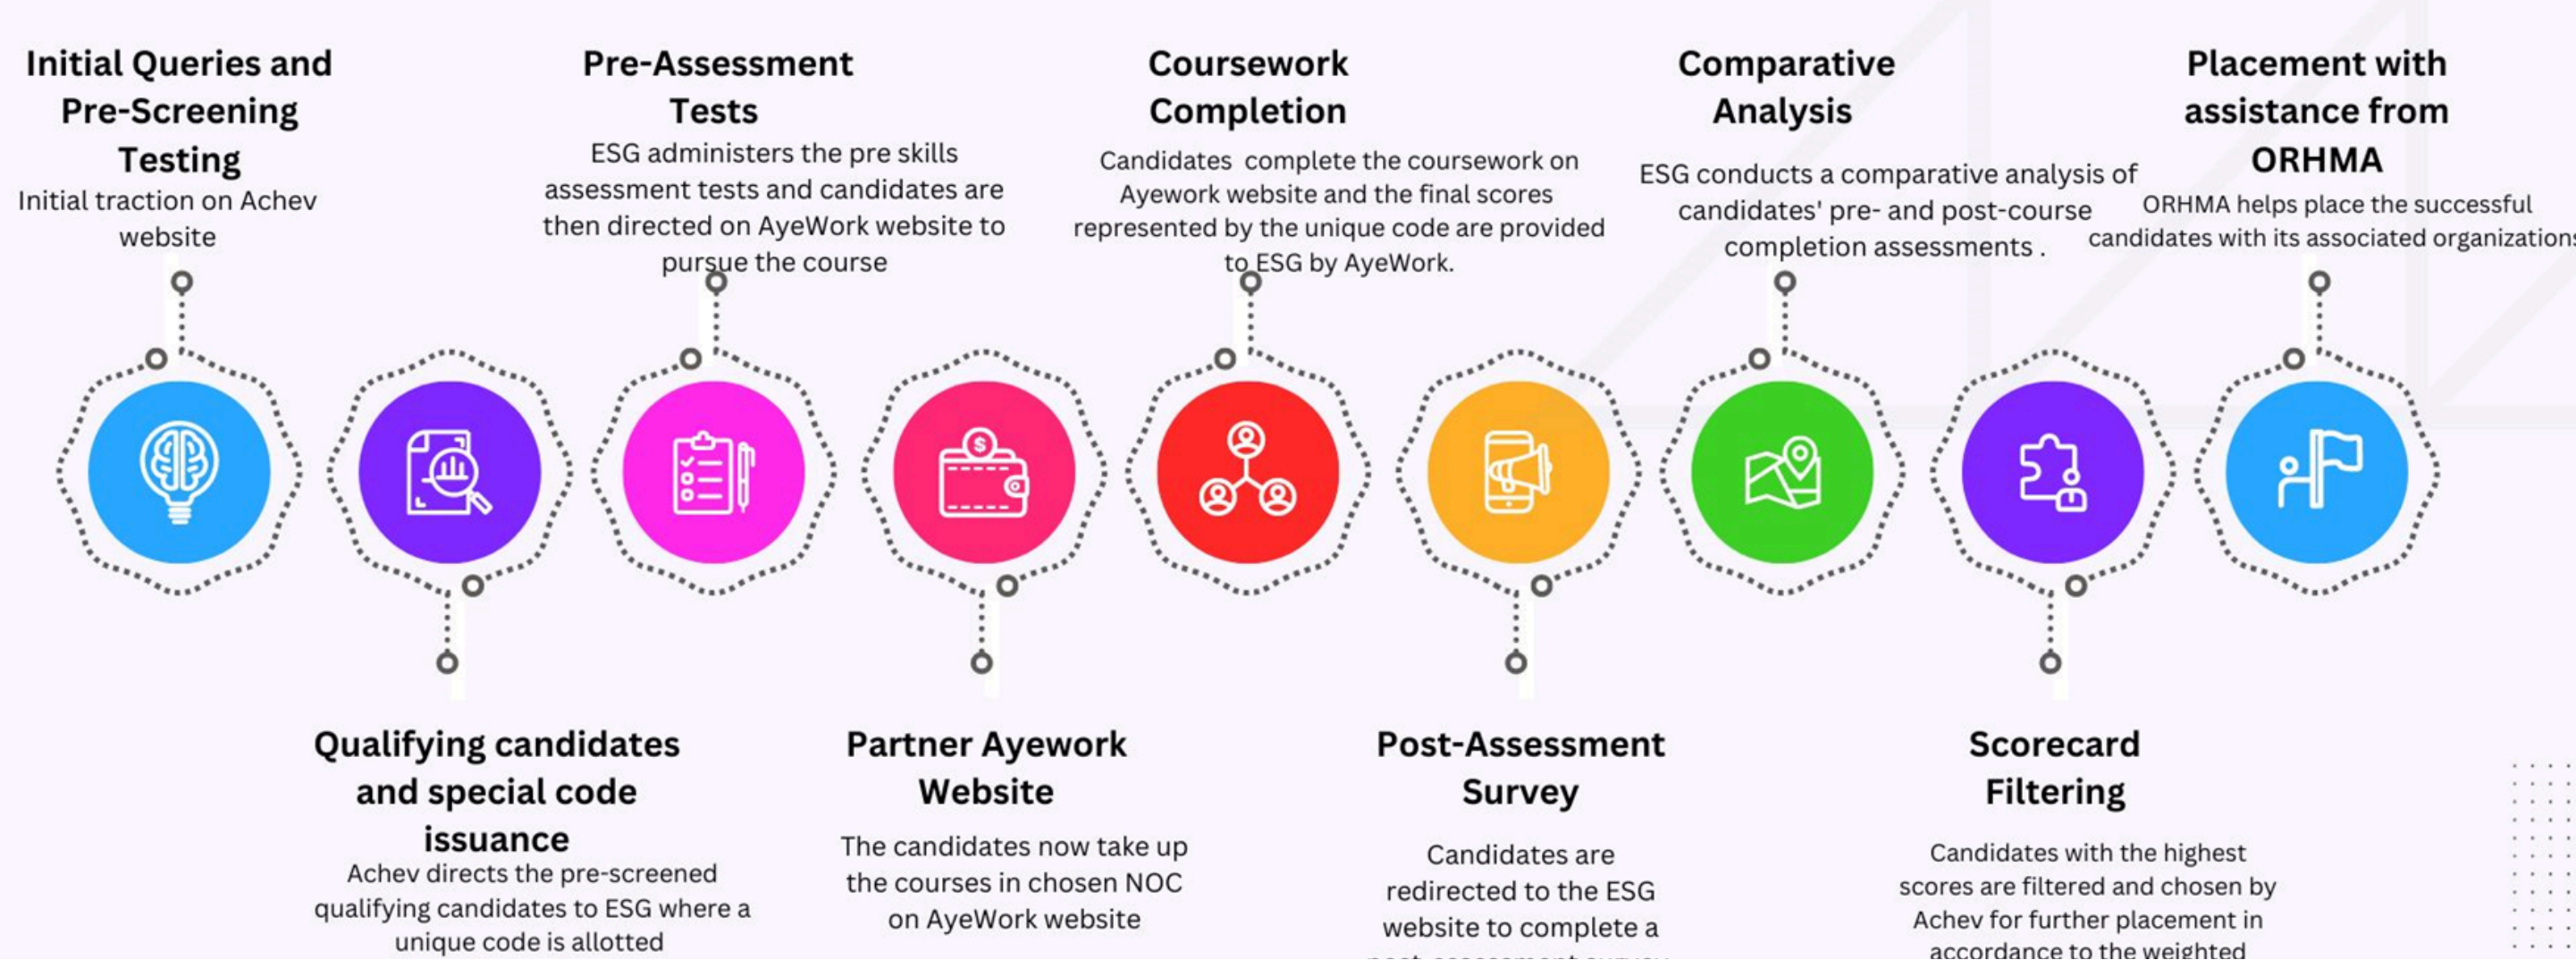 Initial Queries and
Pre-Screening
Testing
Initial traction on Achev
website
Qualifying candidates
and special code
issuance
Achev directs the pre-screened
qualifying candidates to ESG where a
unique code is allotted
Pre-Assessment
Tests
ESG administers the pre skills
assessment tests and candidates are
then directed on AyeWork website to
pursue the course
Partner Ayework
Website
The candidates now take up
the courses in chosen NOC
on AyeWork website
Coursework
Completion
Candidates complete the coursework on
Ayework website and the final scores
represented by the unique code are provided
to ESG by AyeWork.
Post-Assessment
Survey
Candidates are
redirected to the ESG
website to complete a
Comparative
Analysis
ESG conducts a comparative analysis of
candidates' pre- and post-course
completion assessments .
Scorecard
Filtering
Candidates with the highest
scores are filtered and chosen by
Achev for further placement in
accordance to the weighted
Placement with
assistance from
ORHMA
ORHMA helps place the successful
candidates with its associated organizations
$